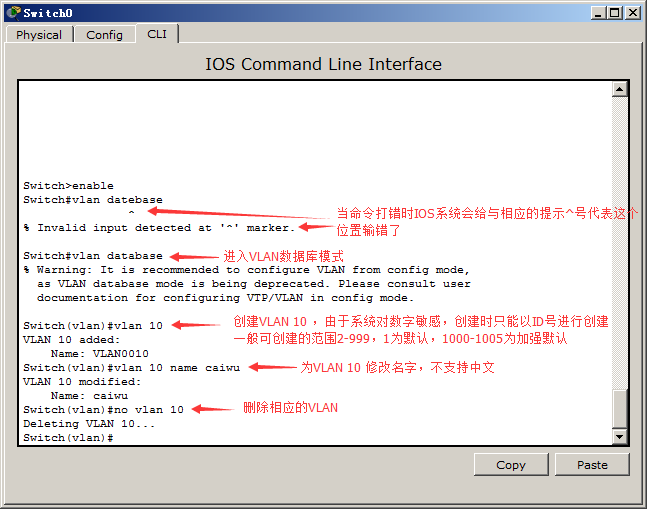 Switch0
Physical Config CLI
IOS Command Line Interface
Switch>enable
Switch#vlan datebase
^
% Invalid input detected at '^' marker.
当命令打错时IOS系统会给与相应的提示^号代表这个
位置输错了
Switch#vlan database
进入VLAN数据库模式
% Warning: It is recommended to configure VLAN from config mode,
as VLAN database mode is being deprecated. Please consult user
documentation for configuring VTP/VLAN in config mode.
Switch(vlan)#vlan 10
创建VLAN 10 ，由于系统对数字敏感，创建时只能以ID号进行创建
一般可创建的范围2-999，1为默认，1000-1005为加强默认
VLAN 10 added:
Name: VLAN0010
Switch(vlan)#vlan 10 name caiwu
为VLAN 10 修改名字，不支持中文
VLAN 10 modified:
Name: caiwu
Switch(vlan)#no vlan 10
删除相应的VLAN
Deleting VLAN 10...
Switch(vlan)#
Copy Paste